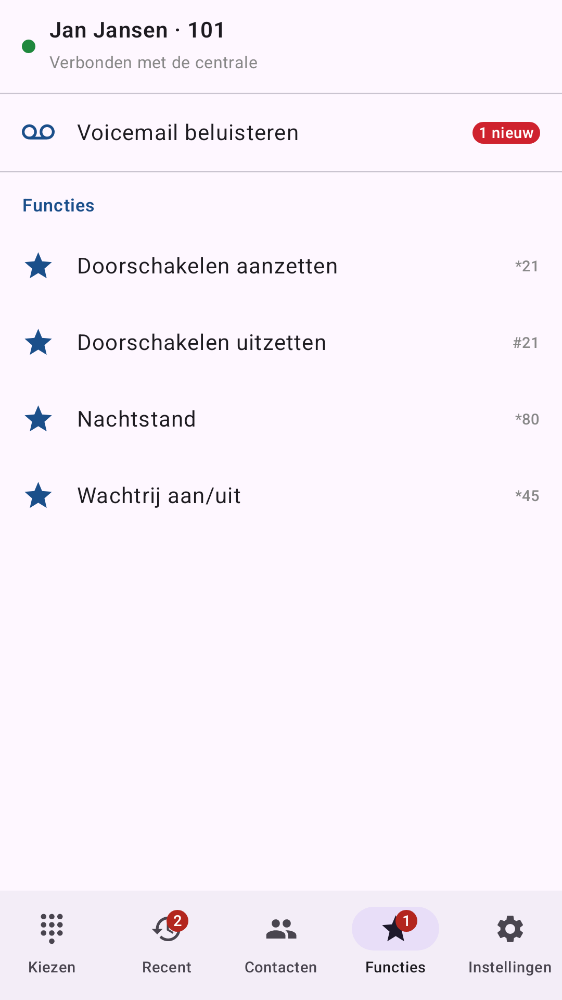 Jan Jansen · 101
Verbonden met de centrale
Voicemail beluisteren 1 nieuw
Functies
Doorschakelen aanzetten *21
Doorschakelen uitzetten #21
Nachtstand *80
Wachtrij aan/uit *45
2 1
Kiezen Recent Contacten Functies Instellingen